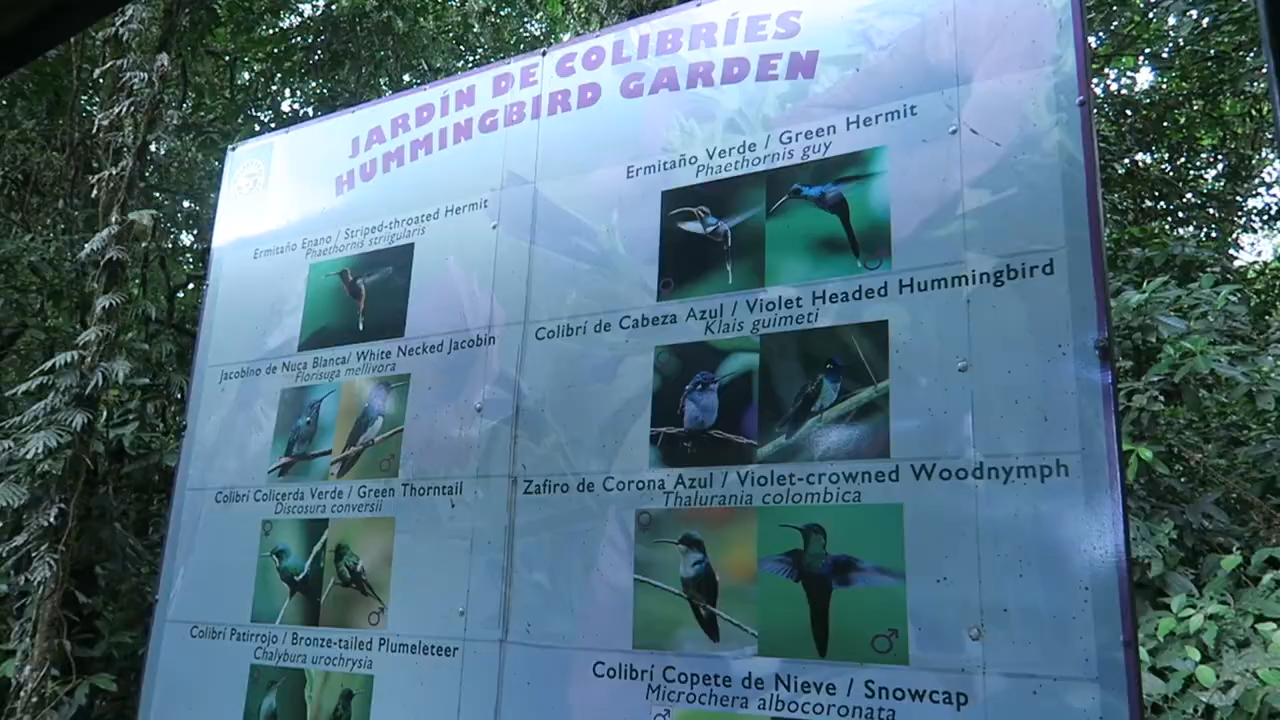 JARDÍN DE COLIBRÍES
HUMMINGBIRD GARDEN
Ermitaño Enano / Striped-throated Hermit
Phaethornis striigularis
Jacobino de Nuca Blanca/ White Necked Jacobin
Florisuga mellivora
Colibrí Colicerda Verde / Green Thorntail
Discosura conversii
Colibrí Patirrojo / Bronze-tailed Plumeleteer
Chalybura urochrysia
Ermitaño Verde / Green Hermit
Phaethornis guy
Colibrí de Cabeza Azul / Violet Headed Hummingbird
Klais guimeti
Zafiro de Corona Azul / Violet-crowned Woodnymph
Thalurania colombica
Colibrí Copete de Nieve / Snowcap
Microchera albocoronata